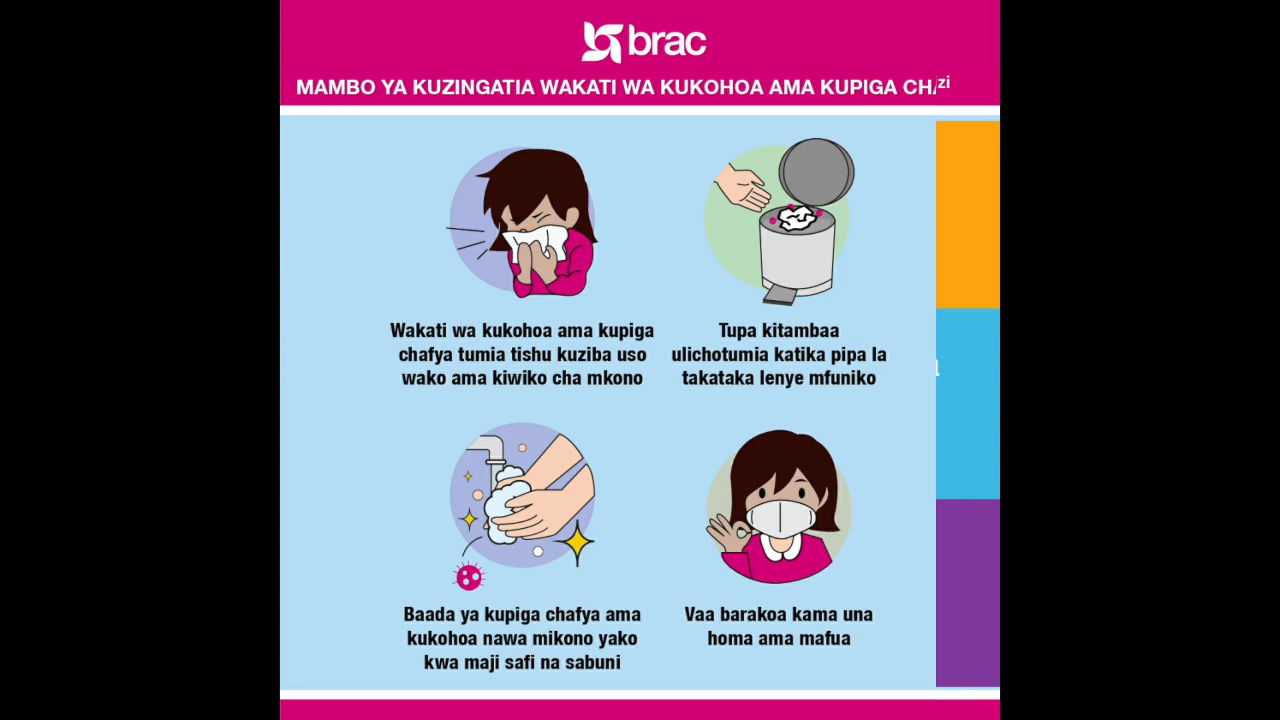 brac
MAMBO YA KUZINGATIA WAKATI WA KUKOHOA AMA KUPIGA
zi
Wakati wa kukohoa ama kupiga
chafya tumia tishu kuziba uso
wako ama kiwiko cha mkono
Tupa kitambaa
ulichotumia katika pipa la
takataka lenye mfuniko
Baada ya kupiga chafya ama
kukohoa nawa mikono yako
kwa maji safi na sabuni
Vaa barakoa kama una
homa ama mafua